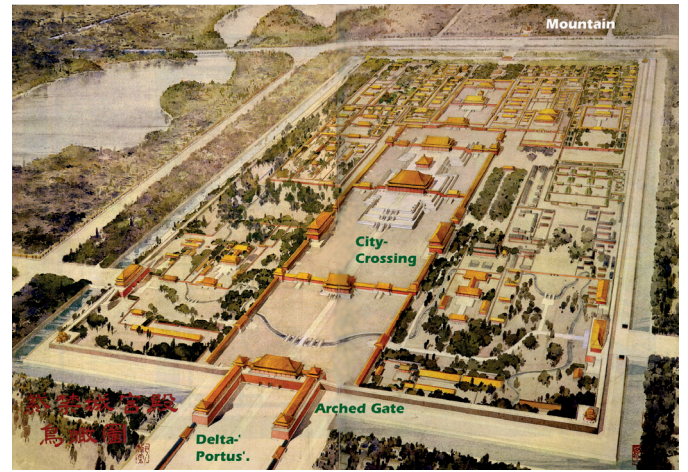 Mountain
City-
Crossing
Arched Gate
紫禁城宮殿
鳥瞰圖
Delta-'
Portus'.